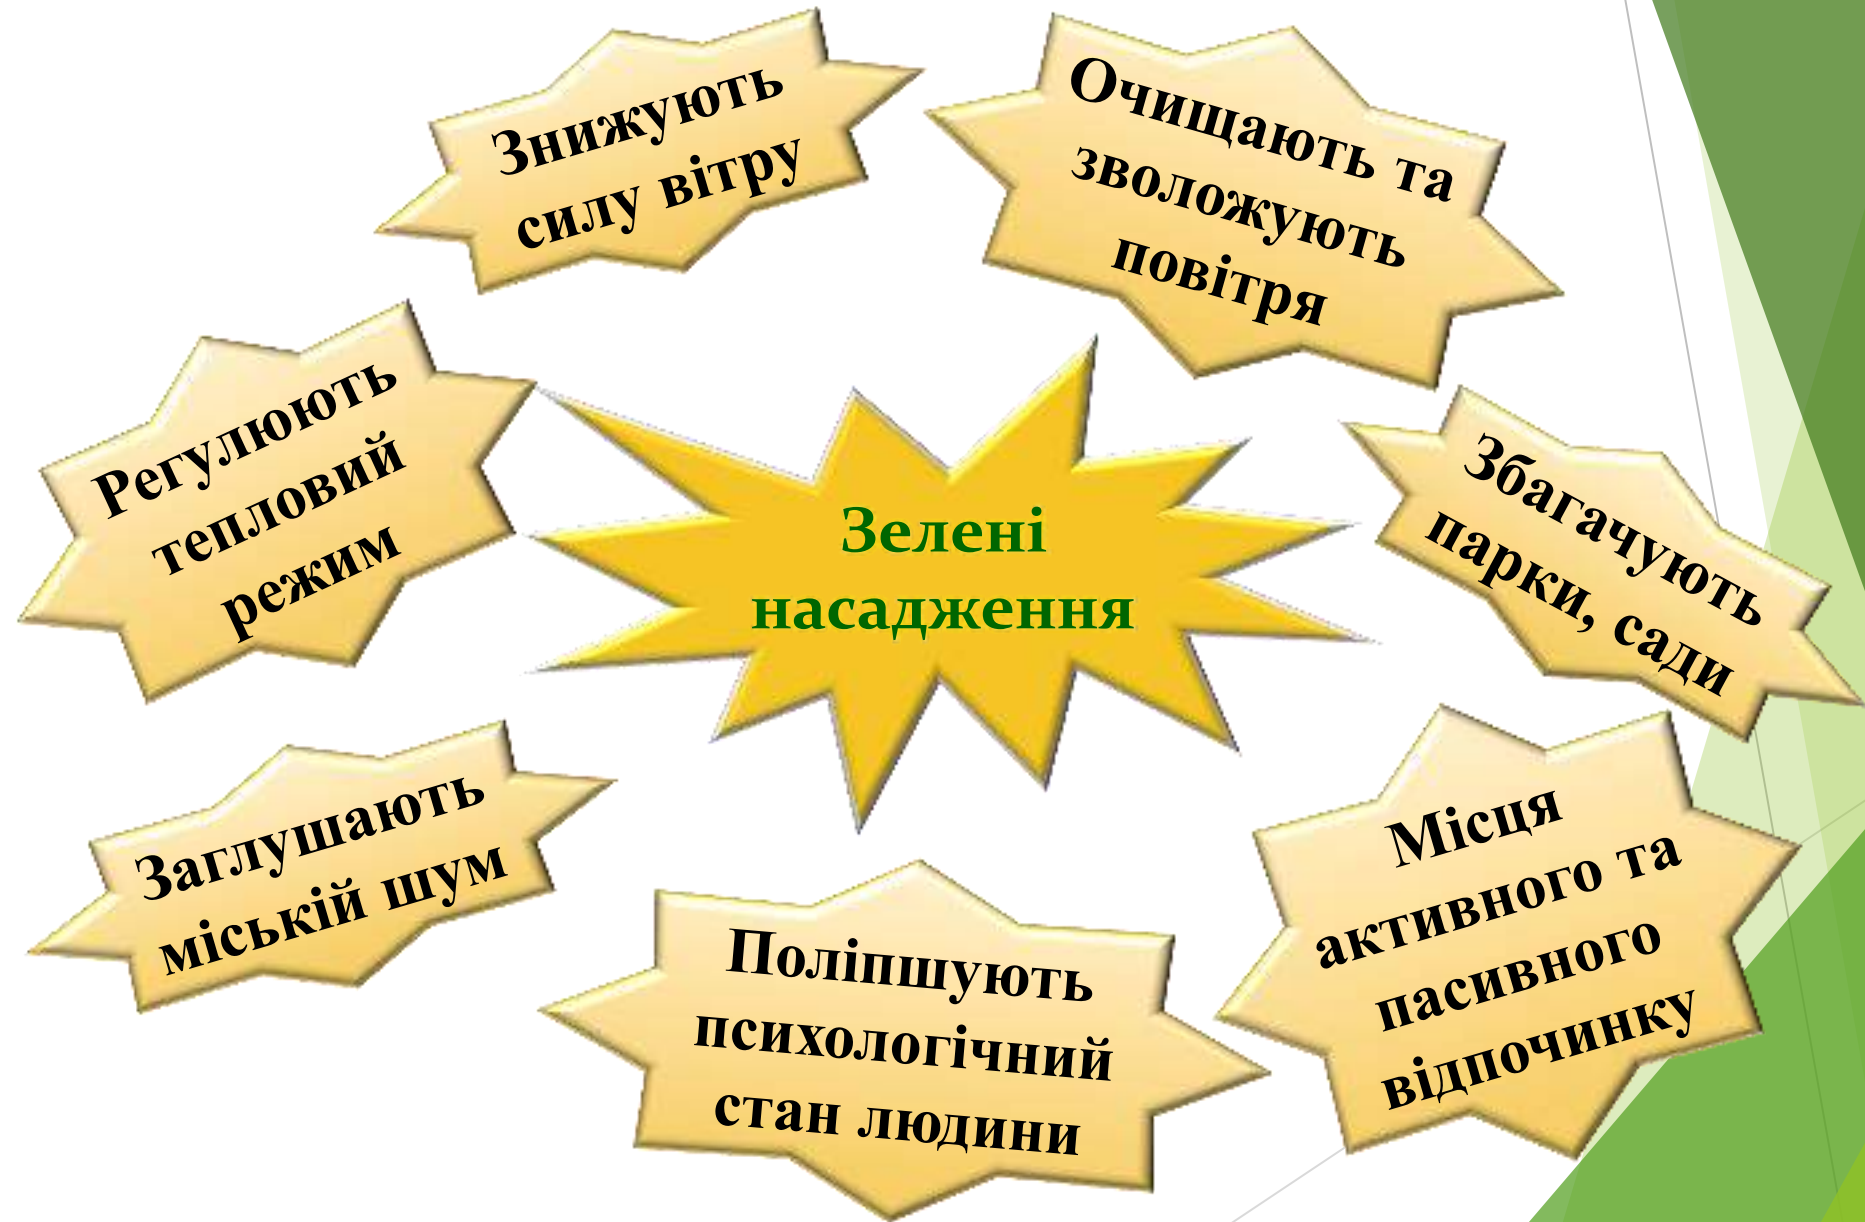 Знижують
силу вітру
Очищають та
зволожують
повітря
Регулюють
тепловий
режим
Зелені
насадження
Збагачують
парки, сади
Заглушають
міській шум
Поліпшують
психологічний
стан людини
Місця
активного та
пасивного
відпочинку